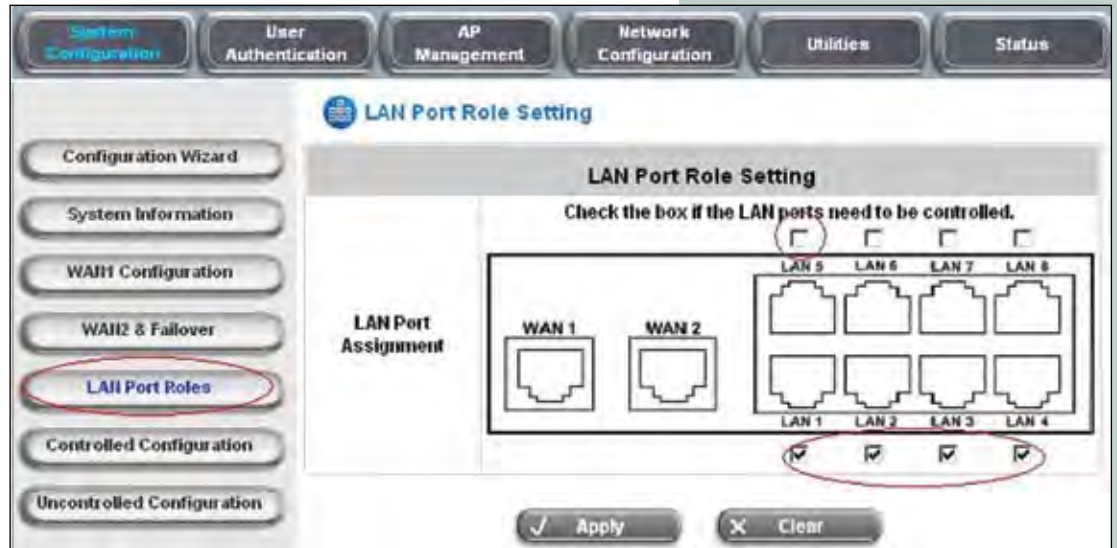 System Configuration
User Authentication
AP Management
Network Configuration
Utilities
Status
LAN Port Role Setting
Configuration Wizard
System Information
WAN1 Configuration
WAN2 & Failover
LAN Port Roles
Controlled Configuration
Uncontrolled Configuration
LAN Port Role Setting
Check the box if the LAN ports need to be controlled.
LAN Port
Assignment
WAN 1
WAN 2
LAN 5 LAN 6 LAN 7 LAN 8
LAN 1 LAN 2 LAN 3 LAN 4
Apply
Clear